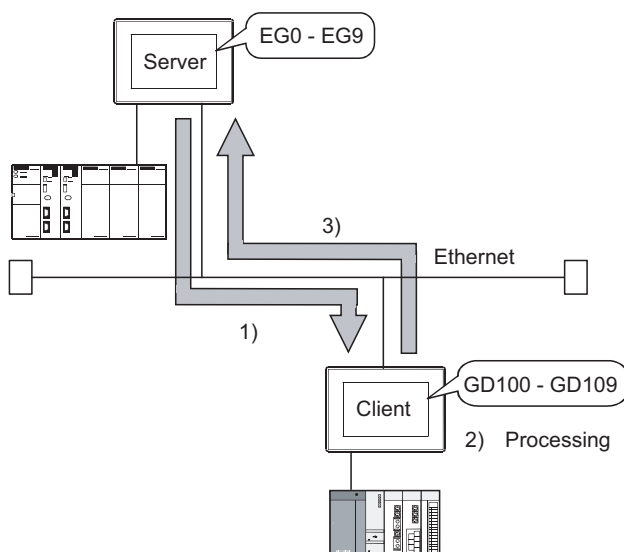 EG0 - EG9
Server
3)
Ethernet
1)
GD100 - GD109
Client
2) Processing